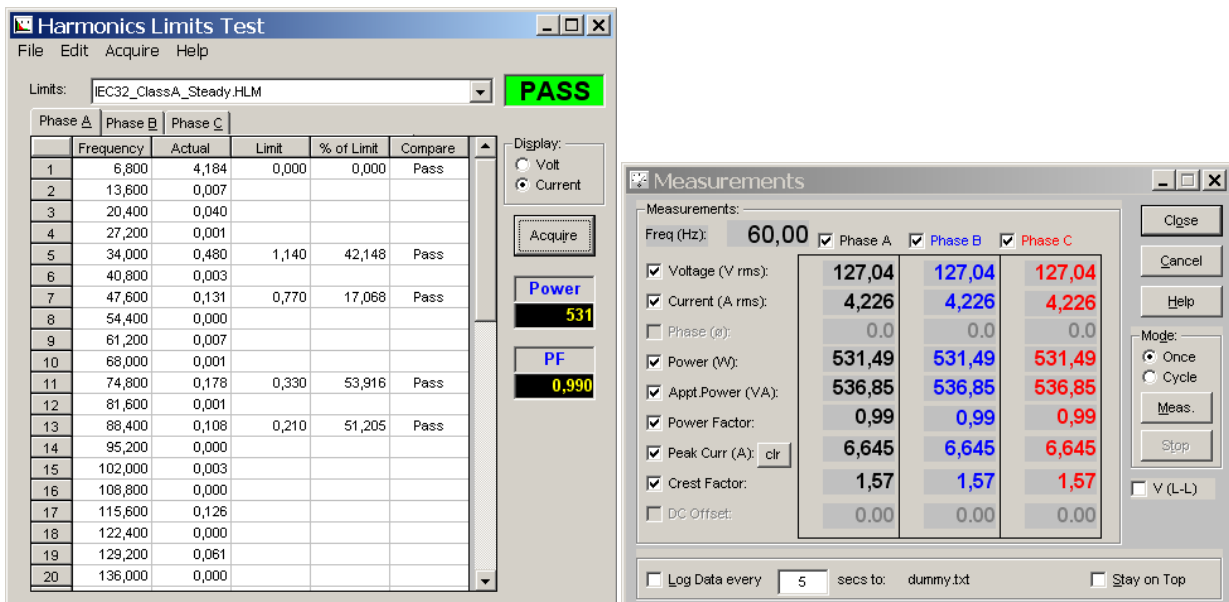 Harmonics Limits Test
File Edit Acquire Help
Limits: IEC32_ClassA_Steady.HLM PASS
Phase A Phase B Phase C
Frequency Actual Limit % of Limit Compare
1 6,800 4,184 0,000 0,000 Pass
2 13,600 0,007
3 20,400 0,040
4 27,200 0,001
5 34,000 0,480 1,140 42,148 Pass
6 40,800 0,003
7 47,600 0,131 0,770 17,068 Pass
8 54,400 0,000
9 61,200 0,007
10 68,000 0,001
11 74,800 0,178 0,330 53,916 Pass
12 81,600 0,001
13 88,400 0,108 0,210 51,205 Pass
14 95,200 0,000
15 102,000 0,003
16 108,800 0,000
17 115,600 0,126
18 122,400 0,000
19 129,200 0,061
20 136,000 0,000
Display:
Volt
Current
Acquire
Power
531
PF
0,990
Measurements
Measurements:
Freq (Hz): 60,00 Phase A Phase B Phase C
Voltage (V rms): 127,04 127,04 127,04
Current (A rms): 4,226 4,226 4,226
Phase (ø): 0.0 0.0 0.0
Power (W): 531,49 531,49 531,49
Appt.Power (VA): 536,85 536,85 536,85
Power Factor: 0,99 0,99 0,99
Peak Curr (A): clr 6,645 6,645 6,645
Crest Factor: 1,57 1,57 1,57
DC Offset: 0.00 0.00 0.00
Close
Cancel
Help
Mode:
Once
Cycle
Meas.
Stop
V (L-L)
Log Data every 5 secs to: dummy.txt Stay on Top